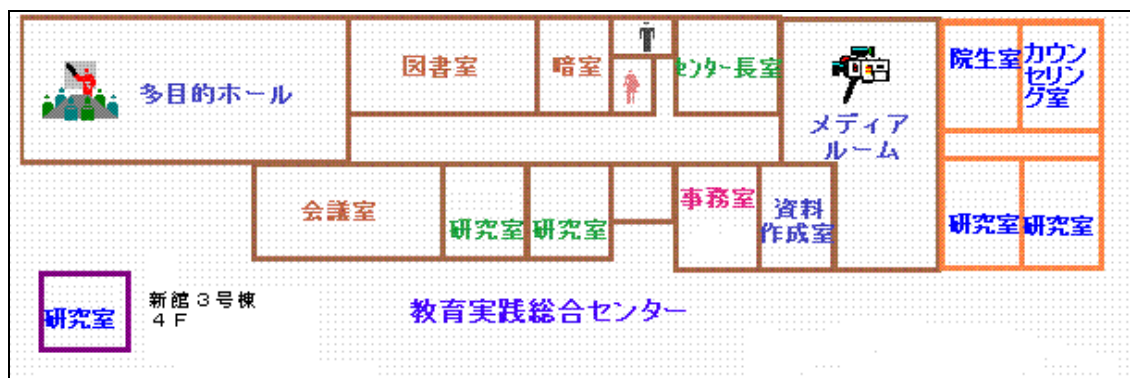 多目的ホール
図書室
暗室
センター長室
メディア
ルーム
院生室
カウン
セリン
グ室
会議室
研究室
研究室
事務室
資料
作成室
研究室
研究室
研究室
新館３号棟
４Ｆ
教育実践総合センター